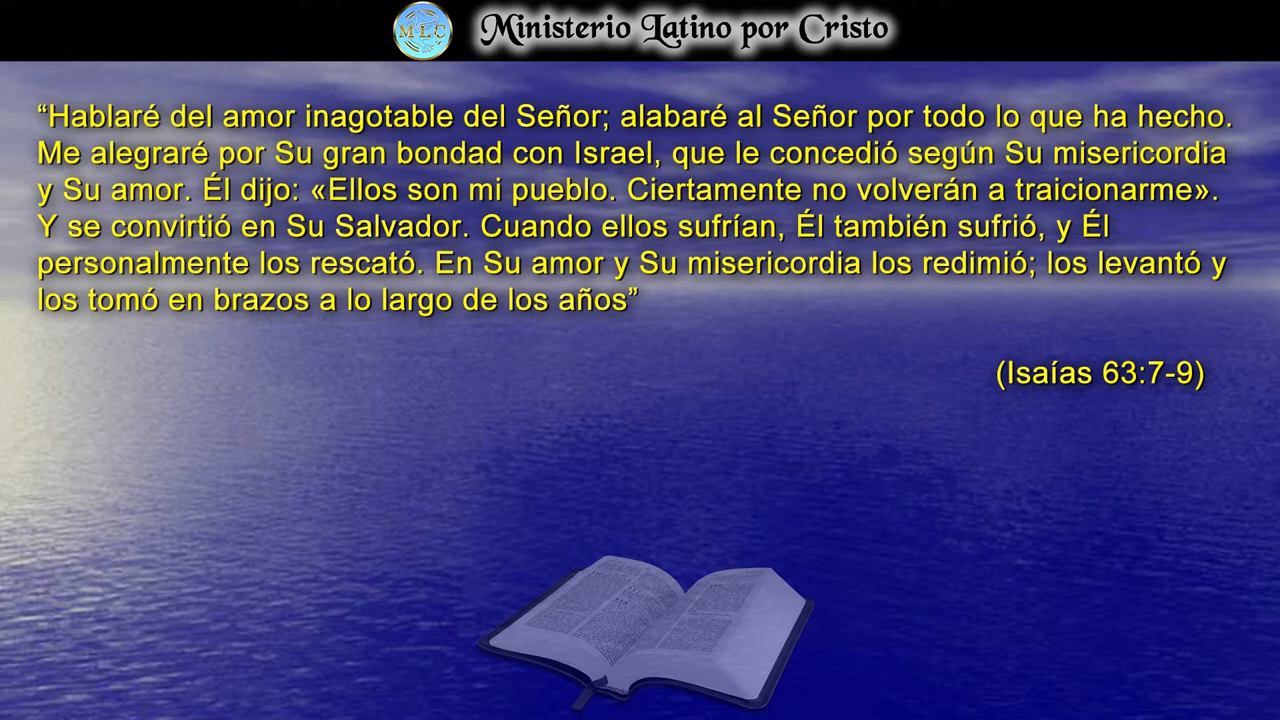 MLC
Ministerio Latino por Cristo
“Hablaré del amor inagotable del Señor; alabaré al Señor por todo lo que ha hecho.
Me alegraré por Su gran bondad con Israel, que le concedió según Su misericordia
y Su amor. Él dijo: «Ellos son mi pueblo. Ciertamente no volverán a traicionarme».
Y se convirtió en Su Salvador. Cuando ellos sufrían, Él también sufrió, y Él
personalmente los rescató. En Su amor y Su misericordia los redimió; los levantó y
los tomó en brazos a lo largo de los años”
(Isaías 63:7-9)